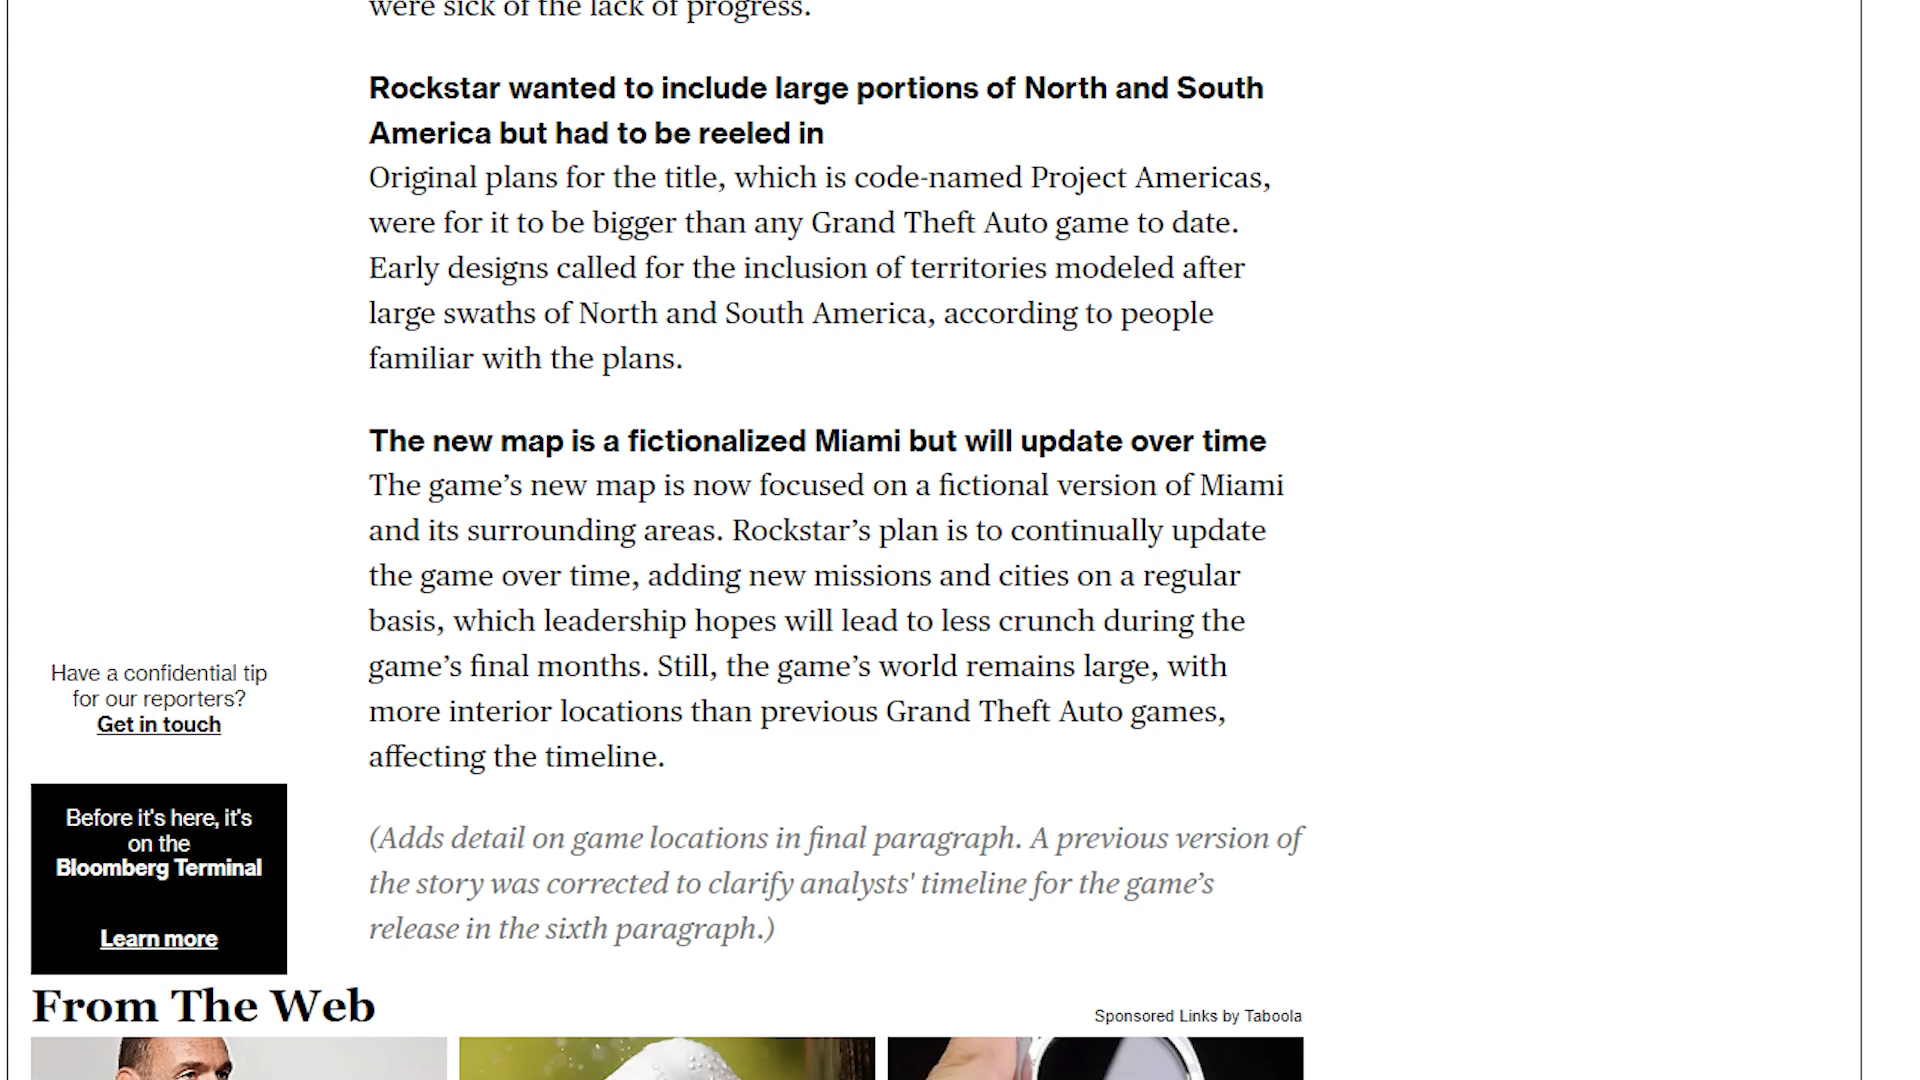 were sick of the lack of progress.
Rockstar wanted to include large portions of North and South
America but had to be reeled in
Original plans for the title, which is code-named Project Americas,
were for it to be bigger than any Grand Theft Auto game to date.
Early designs called for the inclusion of territories modeled after
large swaths of North and South America, according to people
familiar with the plans.
The new map is a fictionalized Miami but will update over time
The game’s new map is now focused on a fictional version of Miami
and its surrounding areas. Rockstar’s plan is to continually update
the game over time, adding new missions and cities on a regular
basis, which leadership hopes will lead to less crunch during the
game’s final months. Still, the game’s world remains large, with
more interior locations than previous Grand Theft Auto games,
affecting the timeline.
(Adds detail on game locations in final paragraph. A previous version of
the story was corrected to clarify analysts' timeline for the game’s
release in the sixth paragraph.)
Have a confidential tip
for our reporters?
Get in touch
Before it's here, it's
on the
Bloomberg Terminal
Learn more
From The Web
Sponsored Links by Taboola